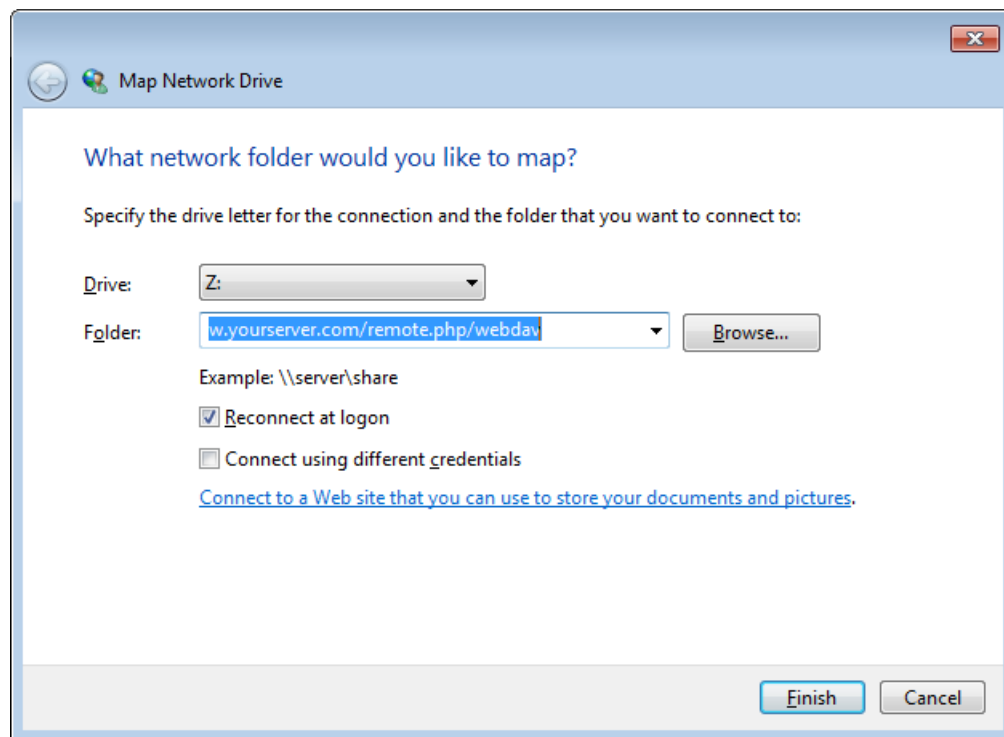 Map Network Drive
What network folder would you like to map?
Specify the drive letter for the connection and the folder that you want to connect to:
Drive: Z:
Folder: w.yourserver.com/remote.php/webdav Browse...
Example: \\server\share
Reconnect at logon
Connect using different credentials
Connect to a Web site that you can use to store your documents and pictures.
Finish Cancel